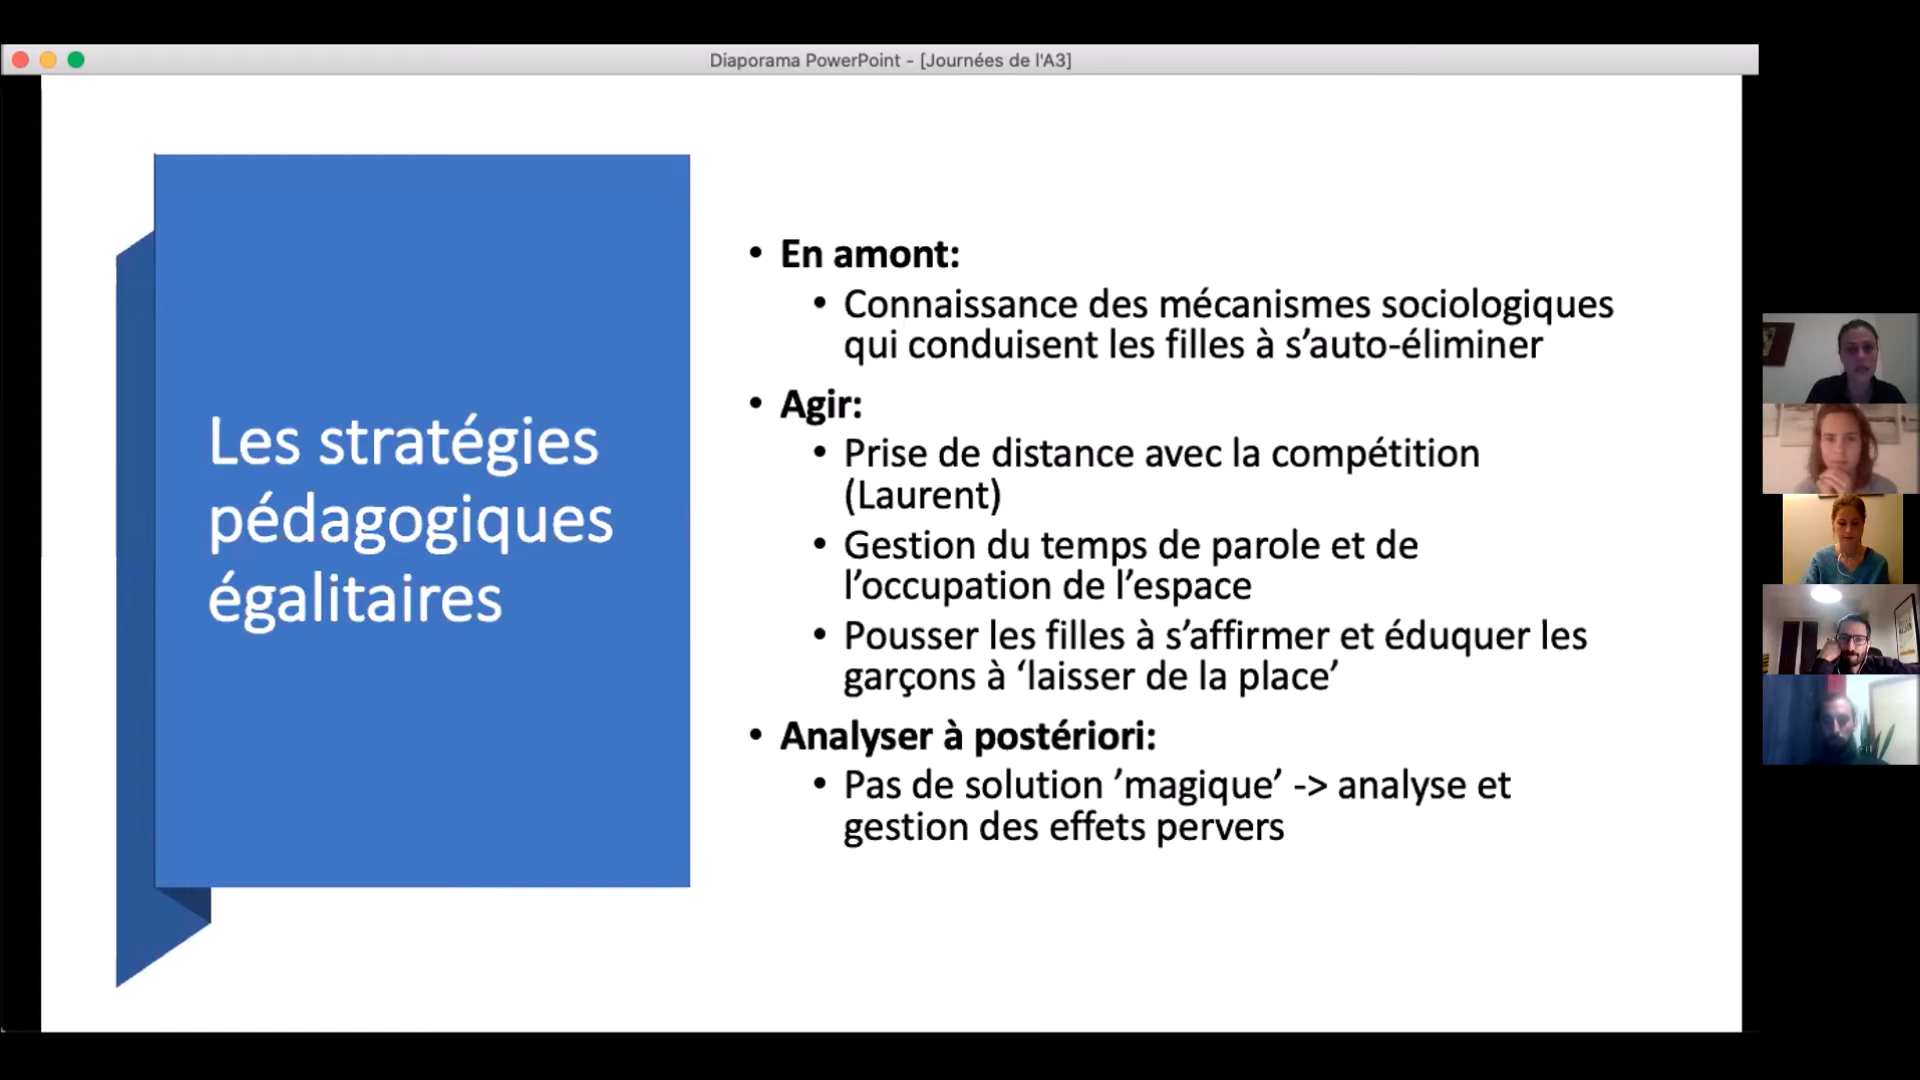 Diaporama PowerPoint - [Journées de l'A3]
Les stratégies
pédagogiques
égalitaires
• En amont:
• Connaissance des mécanismes sociologiques
qui conduisent les filles à s’auto-éliminer
• Agir:
• Prise de distance avec la compétition
(Laurent)
• Gestion du temps de parole et de
l’occupation de l’espace
• Pousser les filles à s’affirmer et éduquer les
garçons à ‘laisser de la place’
• Analyser à postériori:
• Pas de solution ’magique’ -> analyse et
gestion des effets pervers